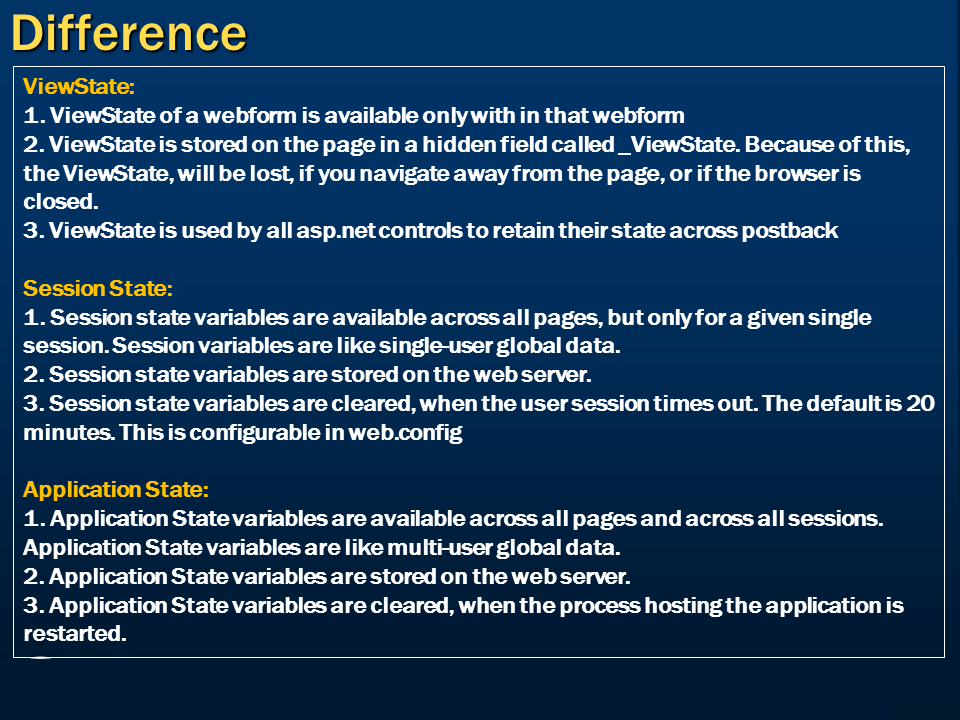 Difference
ViewState:
1. ViewState of a webform is available only with in that webform
2. ViewState is stored on the page in a hidden field called _ViewState. Because of this,
the ViewState, will be lost, if you navigate away from the page, or if the browser is
closed.
3. ViewState is used by all asp.net controls to retain their state across postback
Session State:
1. Session state variables are available across all pages, but only for a given single
session. Session variables are like single-user global data.
2. Session state variables are stored on the web server.
3. Session state variables are cleared, when the user session times out. The default is 20
minutes. This is configurable in web.config
Application State:
1. Application State variables are available across all pages and across all sessions.
Application State variables are like multi-user global data.
2. Application State variables are stored on the web server.
3. Application State variables are cleared, when the process hosting the application is
restarted.